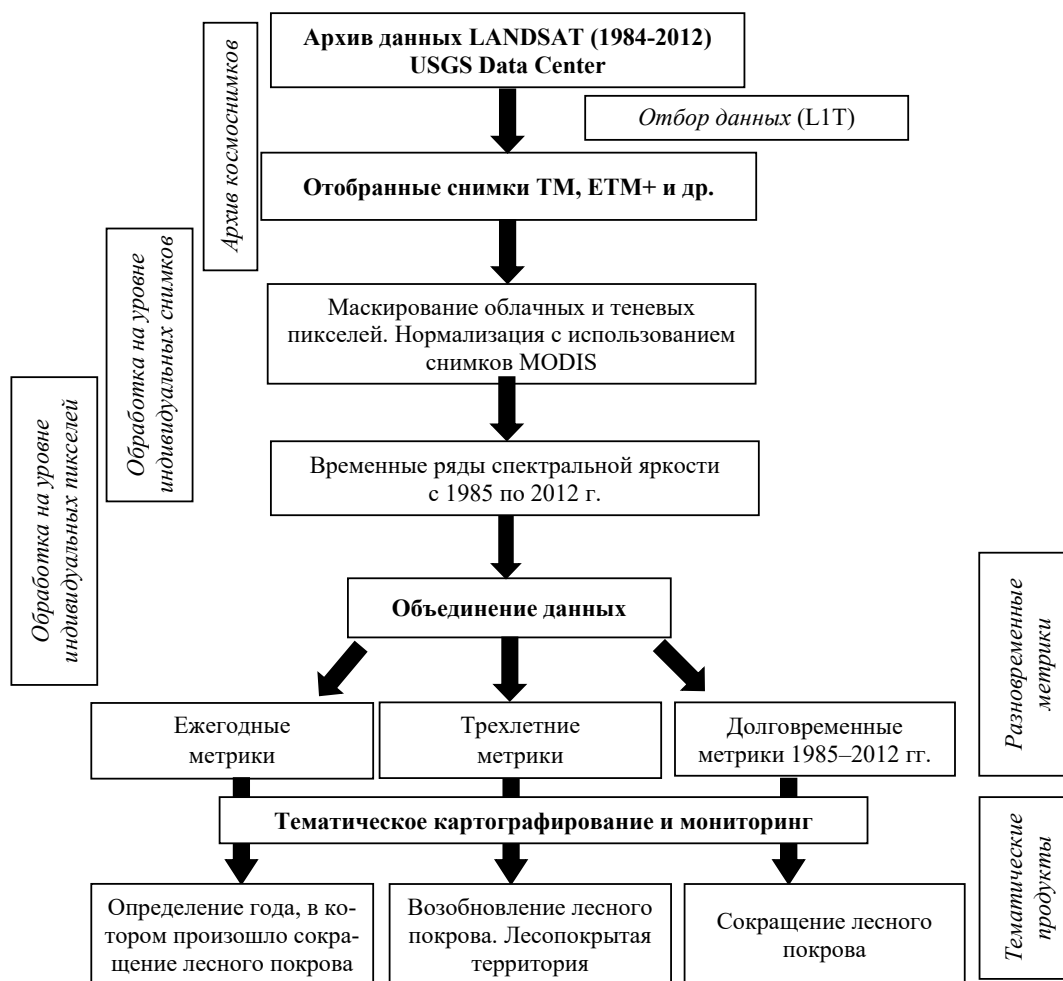 Архив данных LANDSAT (1984-2012)
USGS Data Center
Отбор данных (L1T)
Архив космоснимков
Отобранные снимки TM, ETM+ и др.
Обработка на уровне
индивидуальных снимков
Маскирование облачных и теневых
пикселей. Нормализация с использованием
снимков MODIS
Обработка на уровне
индивидуальных пикселей
Временные ряды спектральной яркости
с 1985 по 2012 г.
Объединение данных
Разновременные
метрики
Ежегодные
метрики
Трехлетние
метрики
Долговременные
метрики 1985–2012 гг.
Тематическое картографирование и мониторинг
Тематические
продукты
Определение года, в ко-
тором произошло сокра-
щение лесного покрова
Возобновление лесного
покрова. Лесопокрытая
территория
Сокращение лесного
покрова